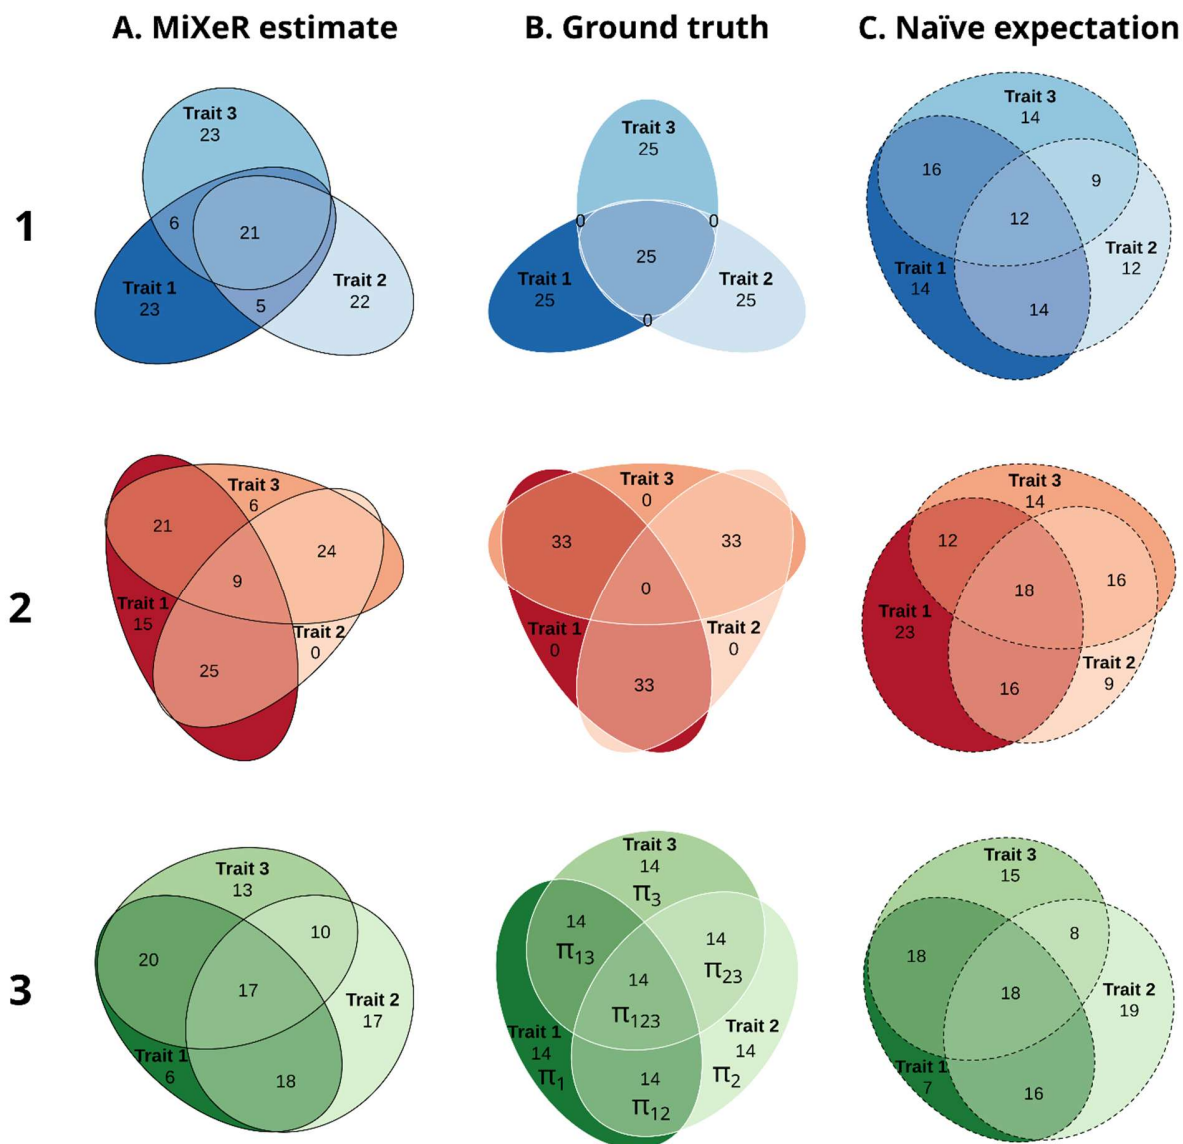 A. MiXeR estimate
B. Ground truth
C. Naïve expectation
1
Trait 3
23
6
21
Trait 1
23
5
Trait 2
22
Trait 3
25
0
0
25
Trait 1
25
Trait 2
25
0
Trait 3
14
16
9
12
Trait 1
14
Trait 2
12
14
2
Trait 3
6
21
24
9
Trait 1
15
Trait 2
0
25
Trait 3
0
33
33
0
Trait 1
0
Trait 2
0
33
Trait 3
14
12
16
18
Trait 1
23
Trait 2
9
16
3
Trait 3
13
20
10
17
Trait 2
17
Trait 1
6
18
Trait 3
14
π3
14
π13
14
π23
14
π123
Trait 1
14
π1
Trait 2
14
π2
14
π12
Trait 3
15
18
8
18
Trait 2
19
Trait 1
7
16